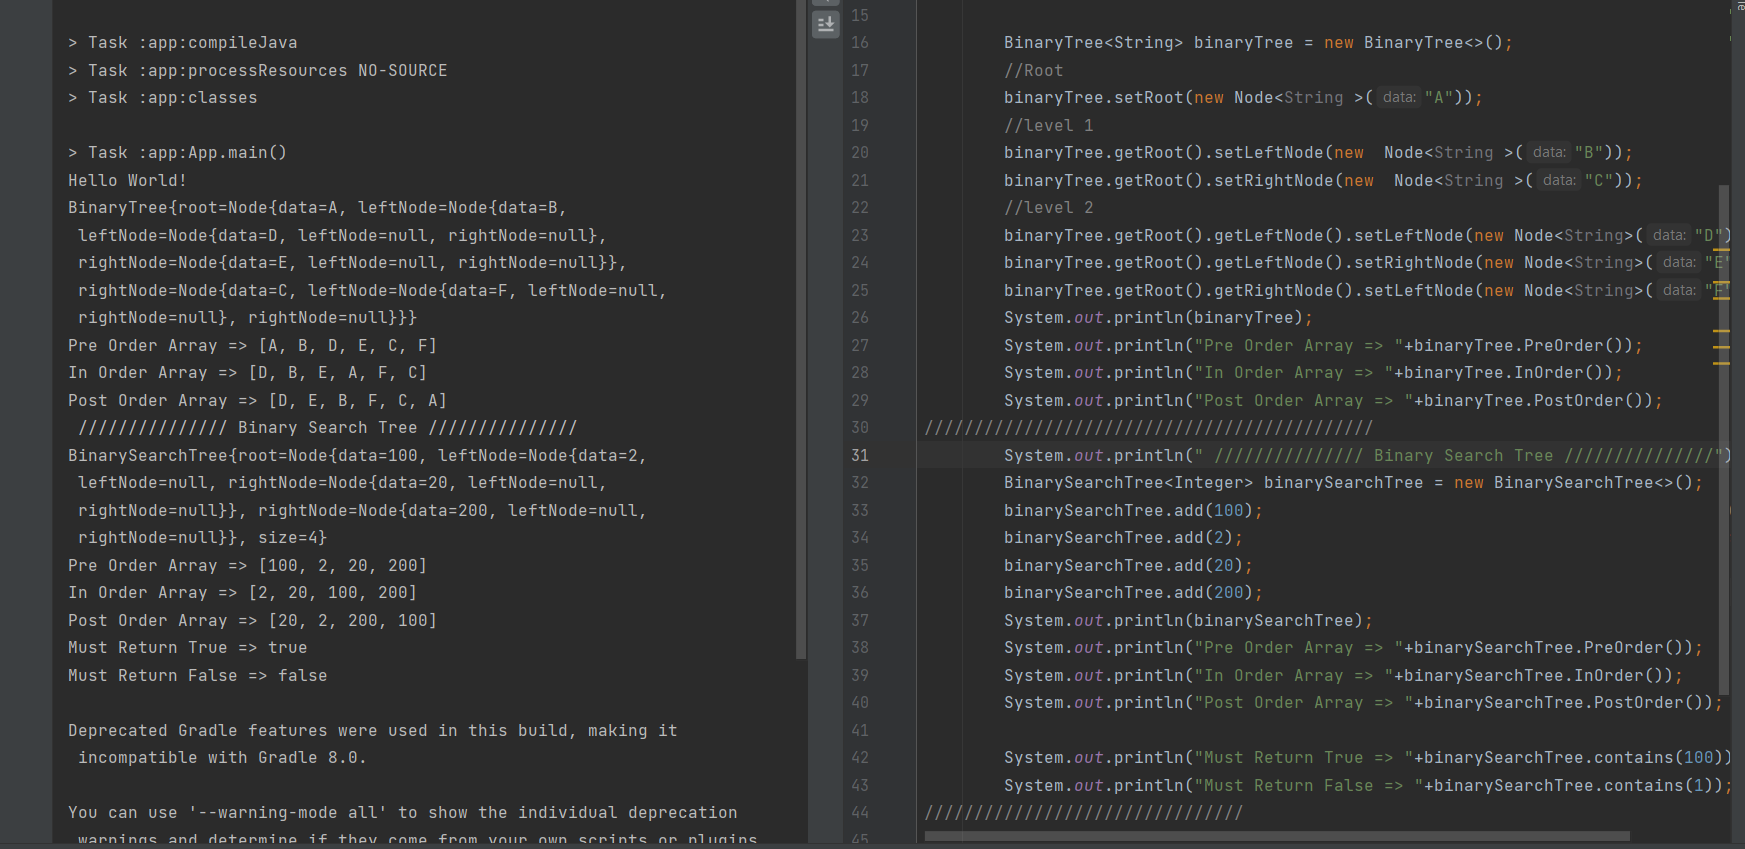 > Task :app:compileJava
> Task :app:processResources NO-SOURCE
> Task :app:classes
> Task :app:App.main()
Hello World!
BinaryTree{root=Node{data=A, leftNode=Node{data=B,
leftNode=Node{data=D, leftNode=null, rightNode=null},
rightNode=Node{data=E, leftNode=null, rightNode=null}},
rightNode=Node{data=C, leftNode=Node{data=F, leftNode=null,
rightNode=null}, rightNode=null}}}
Pre Order Array => [A, B, D, E, C, F]
In Order Array => [D, B, E, A, F, C]
Post Order Array => [D, E, B, F, C, A]
/////////////// Binary Search Tree ///////////////
BinarySearchTree{root=Node{data=100, leftNode=Node{data=2,
leftNode=null, rightNode=Node{data=20, leftNode=null,
rightNode=null}}, rightNode=Node{data=200, leftNode=null,
rightNode=null}}, size=4}
Pre Order Array => [100, 2, 20, 200]
In Order Array => [2, 20, 100, 200]
Post Order Array => [20, 2, 200, 100]
Must Return True => true
Must Return False => false
Deprecated Gradle features were used in this build, making it
incompatible with Gradle 8.0.
You can use '--warning-mode all' to show the individual deprecation
warnings and determine if they come from your own scripts or plugins
15
16 BinaryTree<String> binaryTree = new BinaryTree<>();
17 //Root
18 binaryTree.setRoot(new Node<String >( data: "A"));
19 //level 1
20 binaryTree.getRoot().setLeftNode(new  Node<String >( data: "B"));
21 binaryTree.getRoot().setRightNode(new  Node<String >( data: "C"));
22 //level 2
23 binaryTree.getRoot().getLeftNode().setLeftNode(new Node<String>( data: "D")
24 binaryTree.getRoot().getLeftNode().setRightNode(new Node<String>( data: "E"
25 binaryTree.getRoot().getRightNode().setLeftNode(new Node<String>( data: "F"
26 System.out.println(binaryTree);
27 System.out.println("Pre Order Array => "+binaryTree.PreOrder());
28 System.out.println("In Order Array => "+binaryTree.InOrder());
29 System.out.println("Post Order Array => "+binaryTree.PostOrder());
30 /////////////////////////////////////////////
31 System.out.println(" /////////////// Binary Search Tree ///////////////")
32 BinarySearchTree<Integer> binarySearchTree = new BinarySearchTree<>();
33 binarySearchTree.add(100);
34 binarySearchTree.add(2);
35 binarySearchTree.add(20);
36 binarySearchTree.add(200);
37 System.out.println(binarySearchTree);
38 System.out.println("Pre Order Array => "+binarySearchTree.PreOrder());
39 System.out.println("In Order Array => "+binarySearchTree.InOrder());
40 System.out.println("Post Order Array => "+binarySearchTree.PostOrder());
41
42 System.out.println("Must Return True => "+binarySearchTree.contains(100))
43 System.out.println("Must Return False => "+binarySearchTree.contains(1));
44 ////////////////////////////////
45